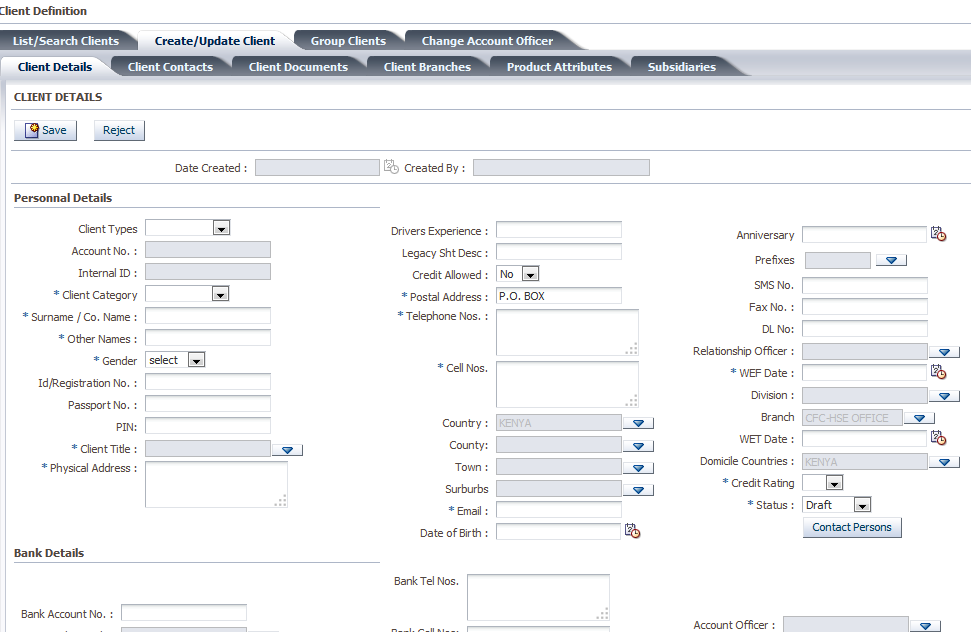 Client Definition
List/Search Clients Create/Update Client Group Clients Change Account Officer
Client Details Client Contacts Client Documents Client Branches Product Attributes Subsidiaries
CLIENT DETAILS
Save Reject
Date Created : Created By :
Personnal Details
Client Types
Account No. :
Internal ID :
* Client Category
* Surname / Co. Name :
* Other Names :
* Gender select
Id/Registration No. :
Passport No. :
PIN:
* Client Title :
* Physical Address :
Drivers Experience :
Legacy Sht Desc :
Credit Allowed : No
* Postal Address : P.O. BOX
* Telephone Nos. :
* Cell Nos.
Country : KENYA
County:
Town :
Surburbs
* Email :
Date of Birth :
Anniversary
Prefixes
SMS No.
Fax No. :
DL No:
Relationship Officer :
* WEF Date :
Division :
Branch CFC-HSE OFFICE
WET Date :
Domicile Countries : KENYA
* Credit Rating
* Status : Draft
Contact Persons
Bank Details
Bank Account No. :
Bank Tel Nos.
Bank Cell Nos.
Account Officer :